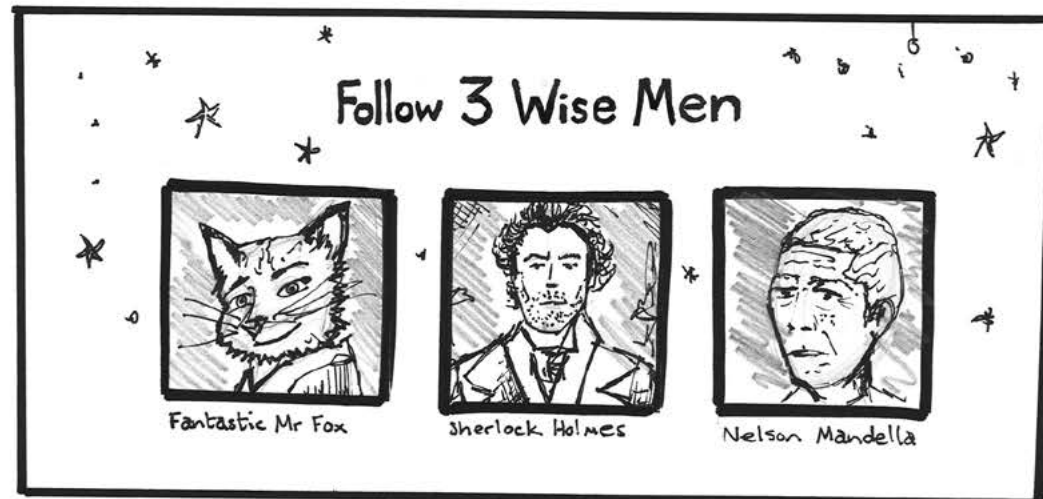 Follow 3 Wise Men
Fantastic Mr Fox
Sherlock Holmes
Nelson Mandella